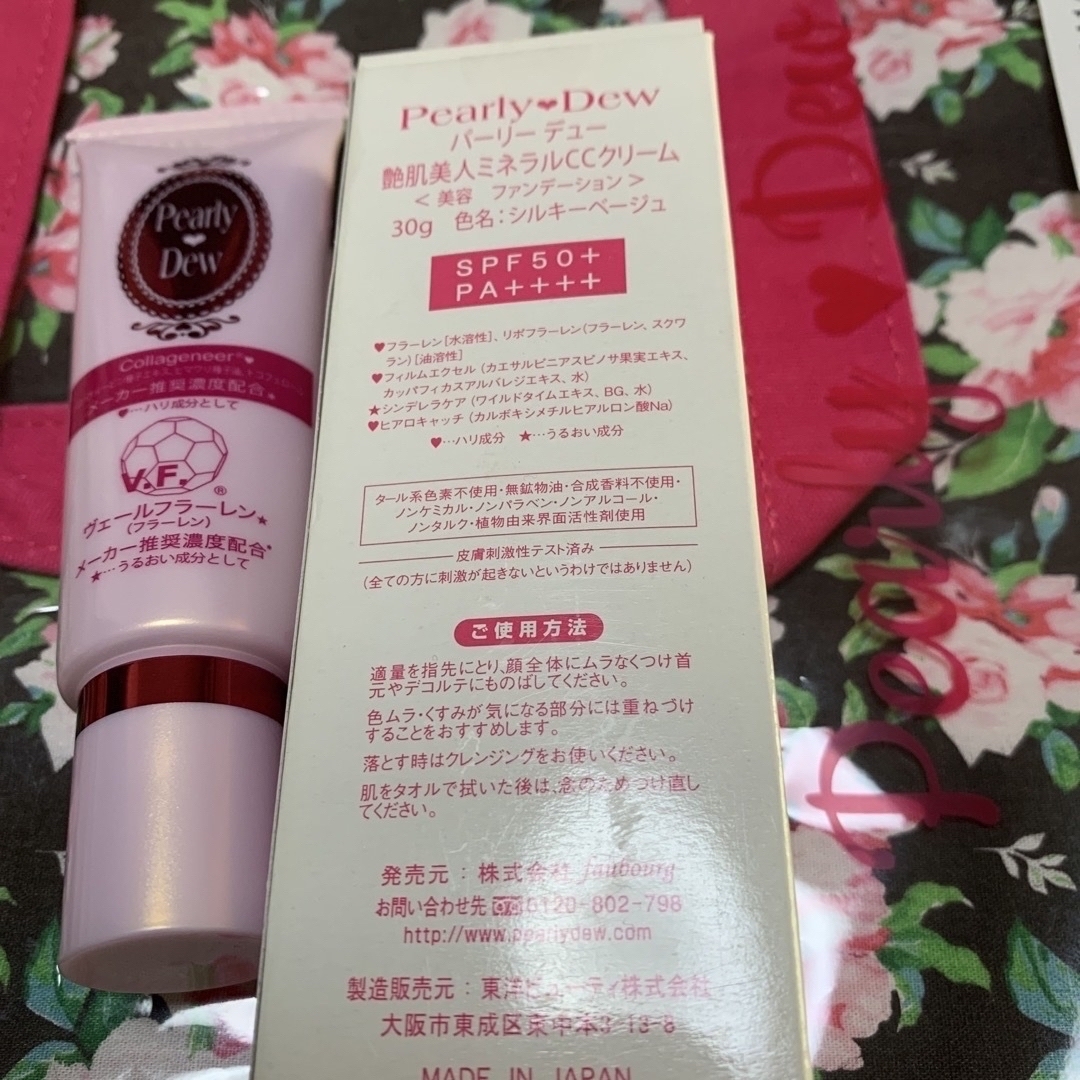 Pearly
Dew
Collageneer®♥
メーカー推奨濃度配合★
♥…ハリ成分として
V.F.®
ヴェールフラーレン★
(フラーレン)
メーカー推奨濃度配合*
★…うるおい成分として
Pearly♥Dew
パーリー デュー
艶肌美人ミネラルCCクリーム
< 美容 ファンデーション >
30g 色名:シルキーベージュ
SPF50+
PA++++
♥フラーレン[水溶性]、リポフラーレン(フラーレン、スクワ
ラン)[油溶性]
♥フィルムエクセル(カエサルピニアスピノサ果実エキス、
カッパフィカスアルバレジエキス、水)
★シンデレラケア(ワイルドタイムエキス、BG、水)
♥ヒアロキャッチ(カルボキシメチルヒアルロン酸Na)
♥…ハリ成分 ★…うるおい成分
タール系色素不使用・無鉱物油・合成香料不使用・
ノンケミカル・ノンパラベン・ノンアルコール・
ノンタルク・植物由来界面活性剤使用
皮膚刺激性テスト済み
(全ての方に刺激が起きないというわけではありません)
ご使用方法
適量を指先にとり、顔全体にムラなくつけ首
元やデコルテにものばしてください。
色ムラ・くすみが気になる部分には重ねづけ
することをおすすめします。
落とす時はクレンジングをお使いください。
肌をタオルで拭いた後は、念のためつけ直し
てください。
発売元:株式会社 faubourg
お問い合わせ先 0120-802-798
http://www.pearlydew.com
製造販売元:東洋ビューティ株式会社
大阪市東成区東中本3-13-8
MADE IN JAPAN
Pearly♥Dew
Pearly